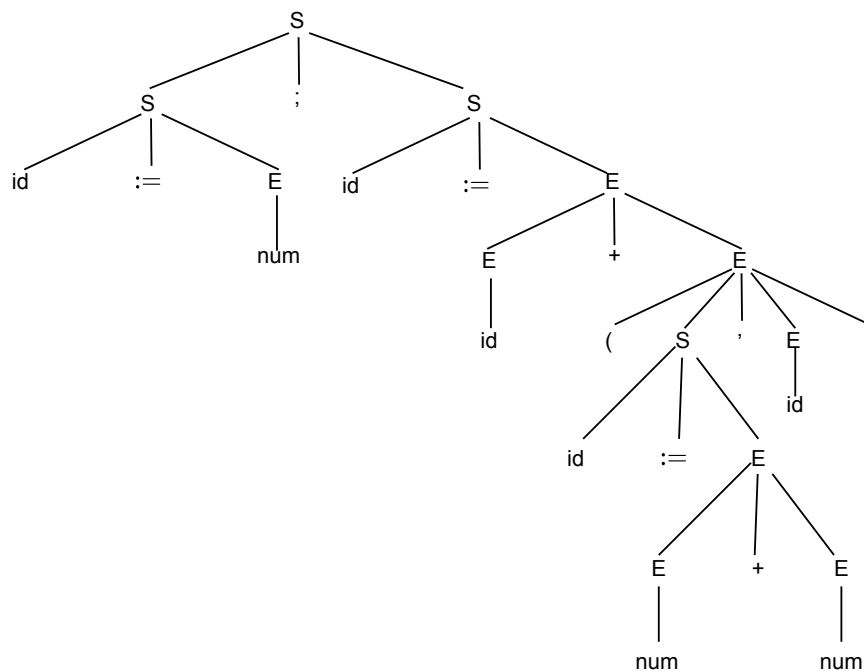 S
S ; S
id := E id := E
num E + E
id ( S , E
id
id := E
E + E
num num